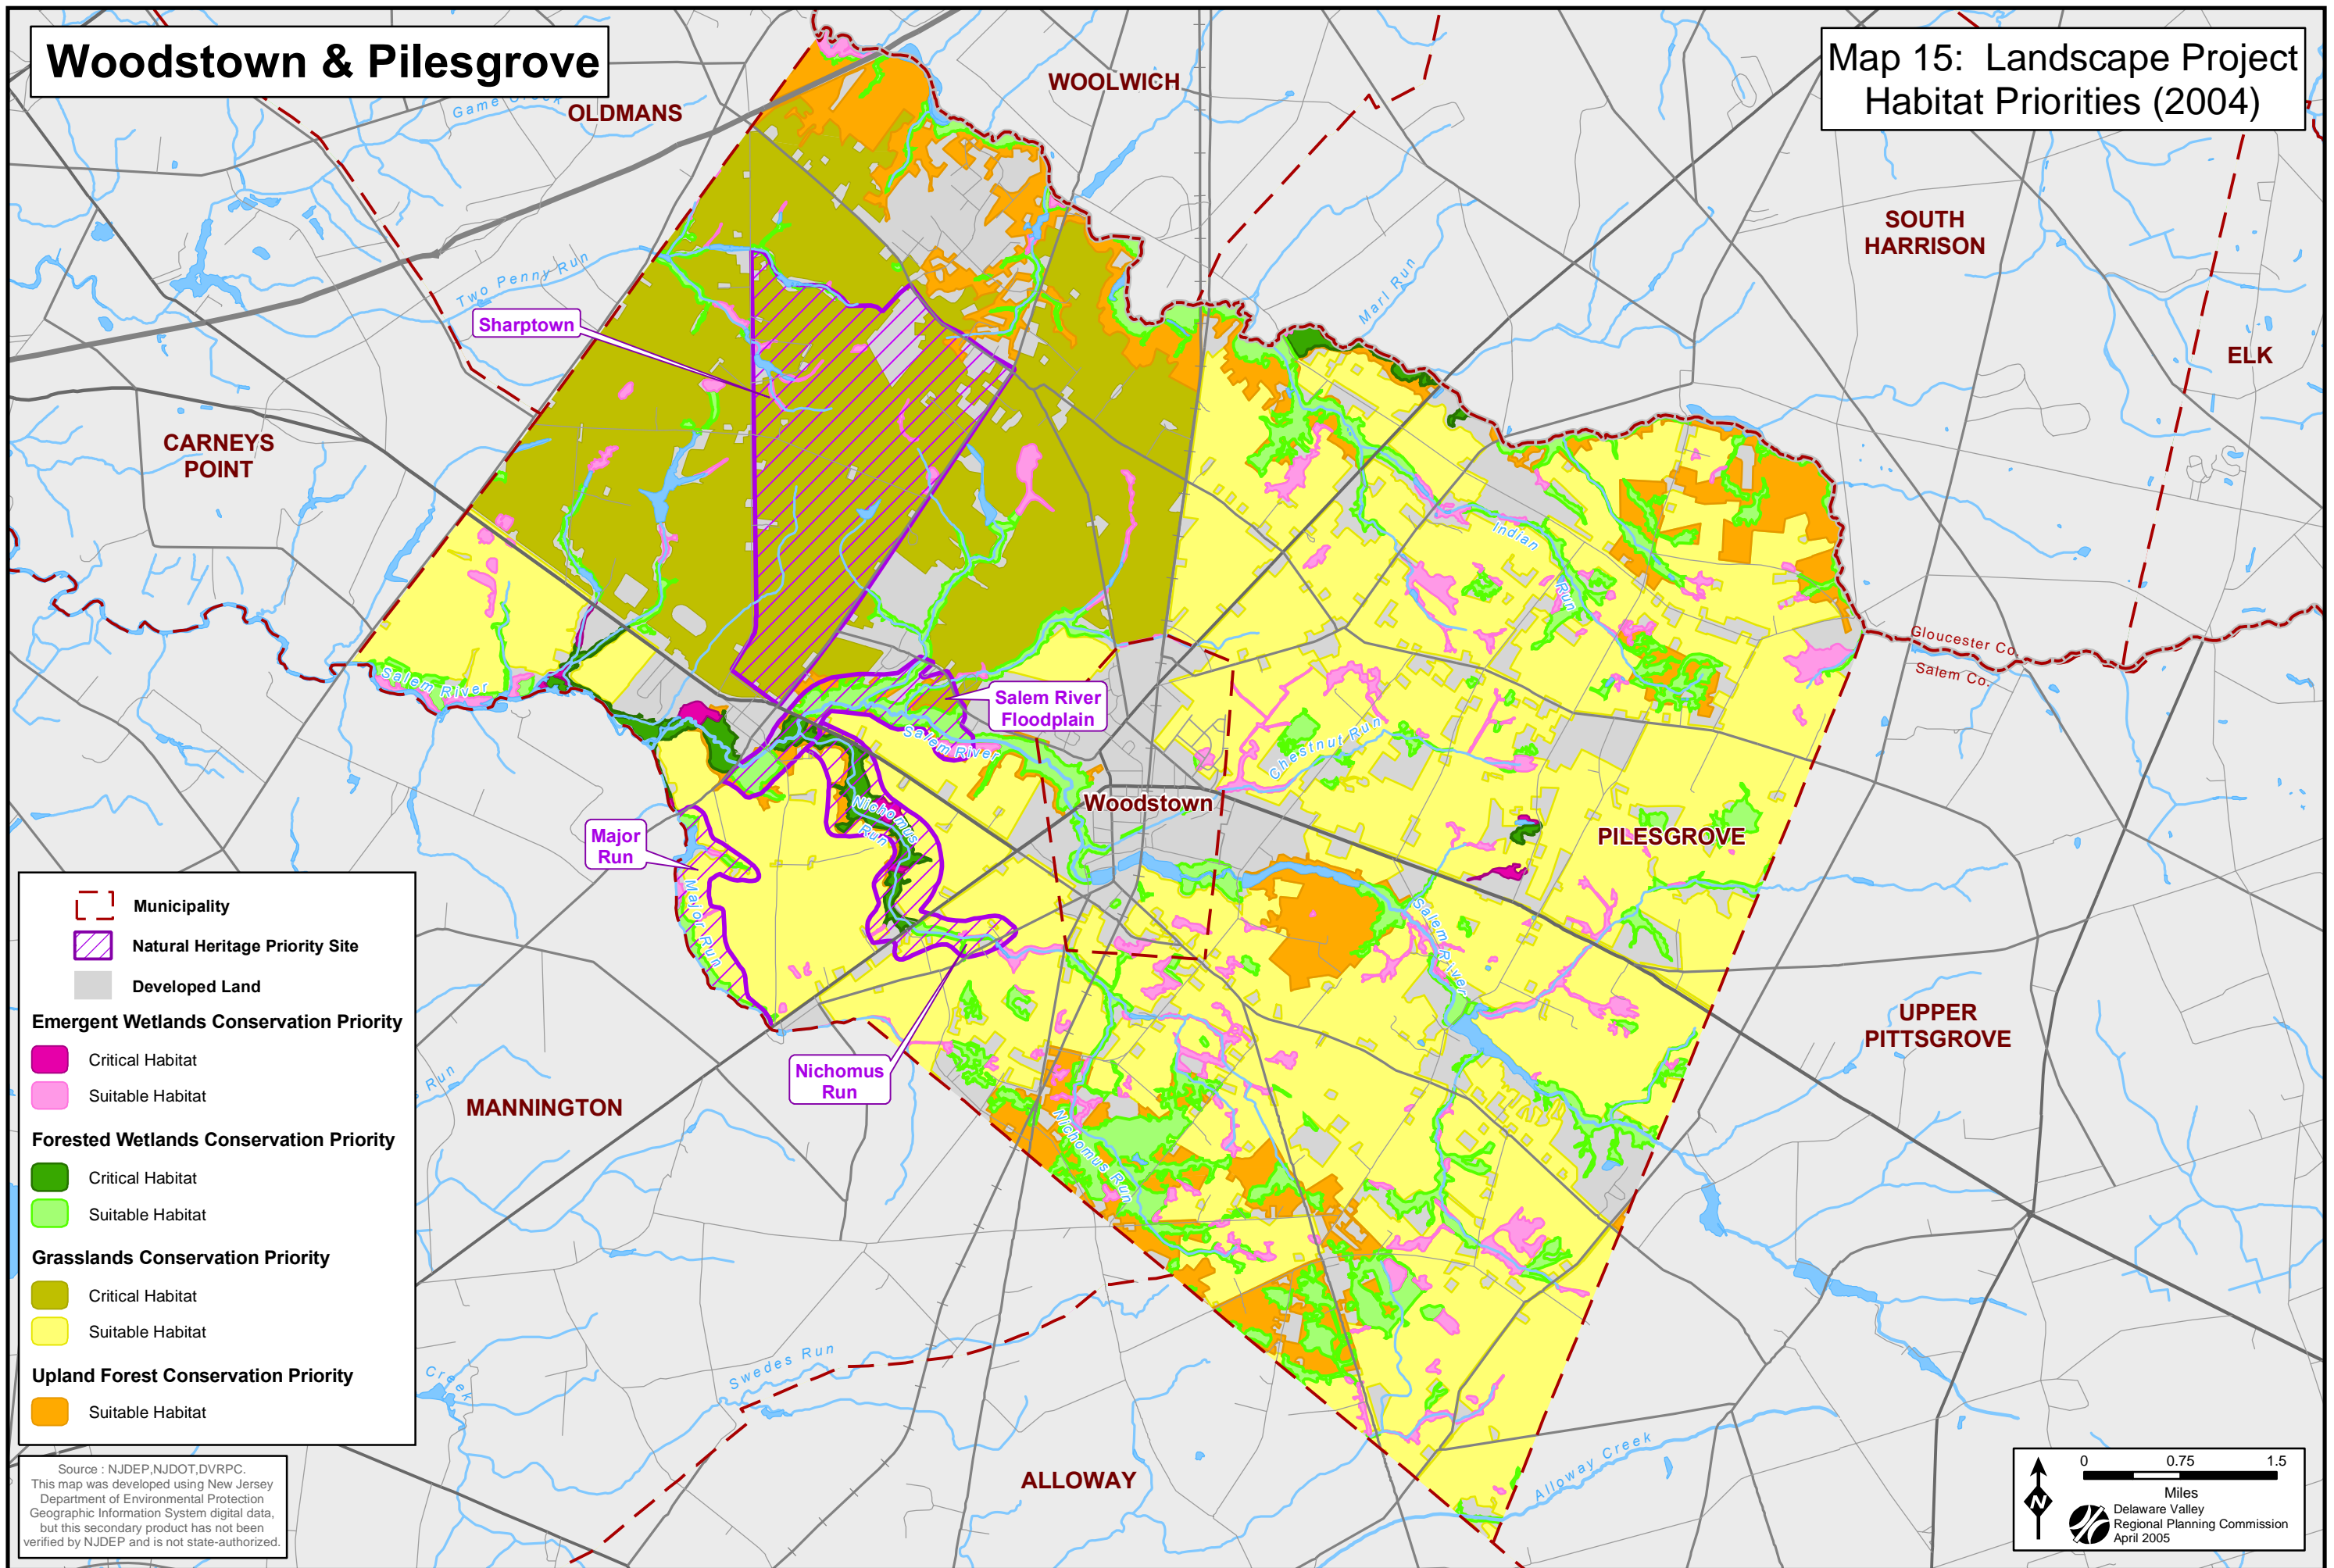 Woodstown & Pilesgrove
Map 15:  Landscape Project
Habitat Priorities (2004)
OLDMANS
WOOLWICH
SOUTH
HARRISON
ELK
CARNEYS
POINT
MANNINGTON
ALLOWAY
UPPER
PITTSGROVE
PILESGROVE
Woodstown
Game Creek
Two Penny Run
Marl Run
Indian
Run
Gloucester Co.
Salem Co.
Sharptown
Salem River
Floodplain
Salem River
Salem River
Chestnut Run
Nichomus
Run
Major
Run
Major Run
Salem River
Nichomus
Run
Nichomus Run
Run
Creek
Swedes Run
Alloway Creek
Municipality
Natural Heritage Priority Site
Developed Land
Emergent Wetlands Conservation Priority
Critical Habitat
Suitable Habitat
Forested Wetlands Conservation Priority
Critical Habitat
Suitable Habitat
Grasslands Conservation Priority
Critical Habitat
Suitable Habitat
Upland Forest Conservation Priority
Suitable Habitat
Source : NJDEP,NJDOT,DVRPC.
This map was developed using New Jersey
Department of Environmental Protection
Geographic Information System digital data,
but this secondary product has not been
verified by NJDEP and is not state-authorized.
0 0.75 1.5
Miles
N
Delaware Valley
Regional Planning Commission
April 2005